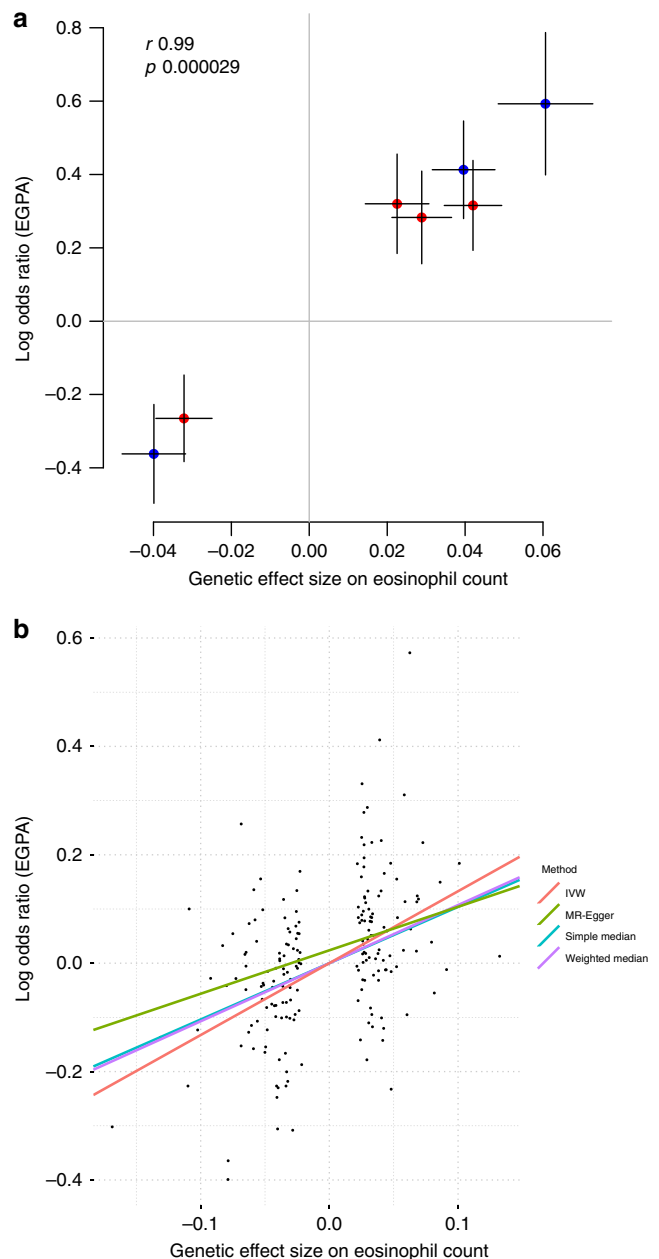 a
r 0.99
p 0.000029
0.8
0.6
0.4
0.2
0.0
−0.2
−0.4
Log odds ratio (EGPA)
−0.04
−0.02
0.00
0.02
0.04
0.06
Genetic effect size on eosinophil count
b
0.6
0.4
0.2
0.0
−0.2
−0.4
Log odds ratio (EGPA)
Method
IVW
MR-Egger
Simple median
Weighted median
−0.1
0.0
0.1
Genetic effect size on eosinophil count